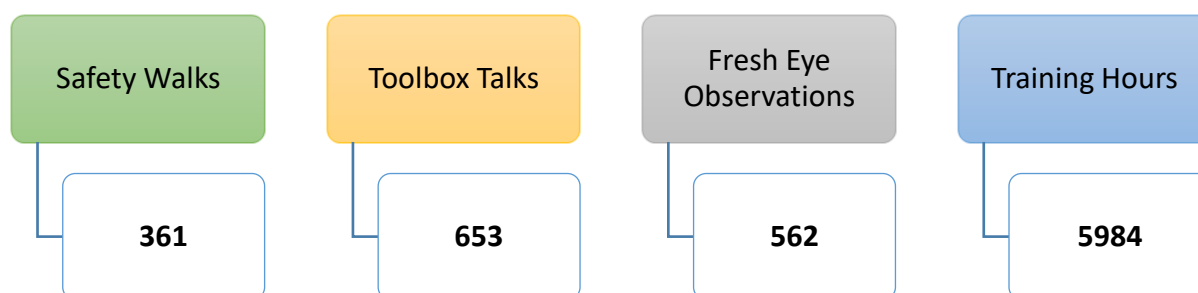 Safety Walks
361
Toolbox Talks
653
Fresh Eye
Observations
562
Training Hours
5984